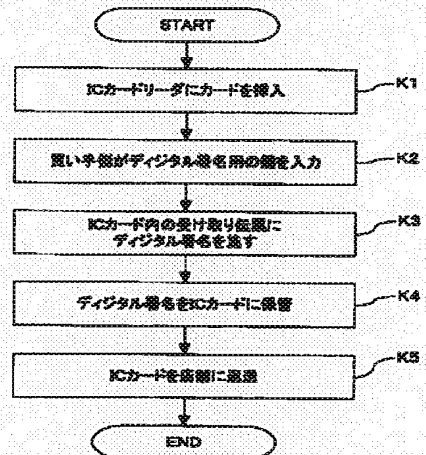 START
ICカードリーダにカードを挿入
K1
買い手側がディジタル署名用の鍵を入力
K2
ICカード内の受け取り伝票に
ディジタル署名を施す
K3
ディジタル署名をICカードに保管
K4
ICカードを店舗に返送
K5
END